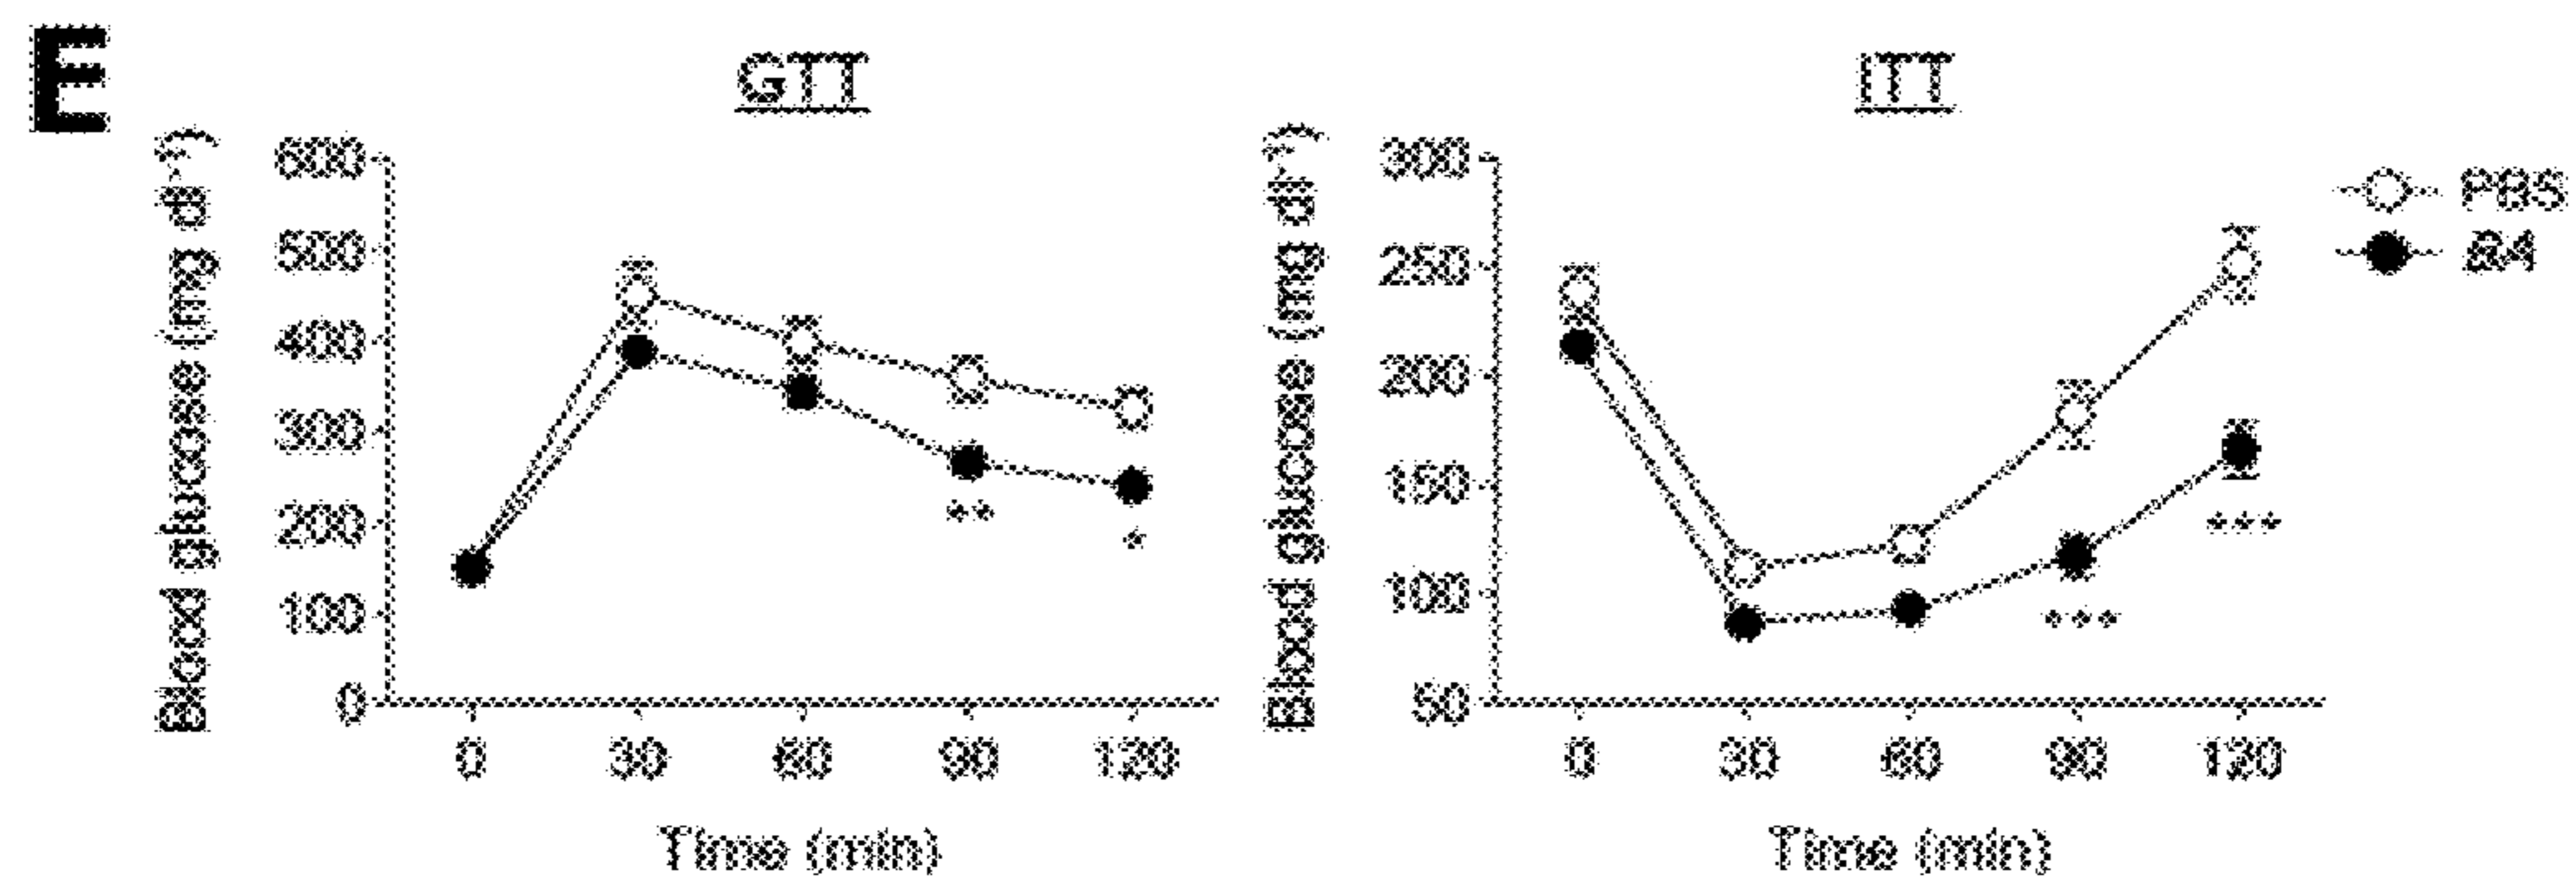 E
GTT
Blood glucose (mg dl⁻¹)
600
500
400
300
200
100
0
0 30 60 90 120
**
*
Time (min)
ITT
Blood glucose (mg dl⁻¹)
300
250
200
150
100
50
0 30 60 90 120
***
***
Time (min)
PBS
BA